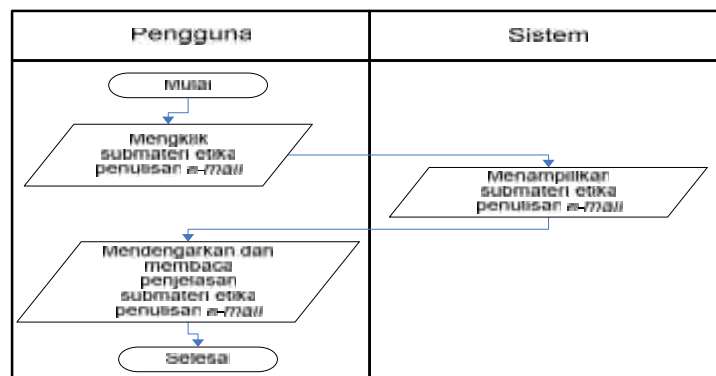 Pengguna
Sistem
Mulai
Mengklik
submateri etika
penulisan e-mail
Menampilkan
submateri etika
penulisan e-mail
Mendengarkan dan
membaca
penjelasan
submateri etika
penulisan e-mail
Selesai